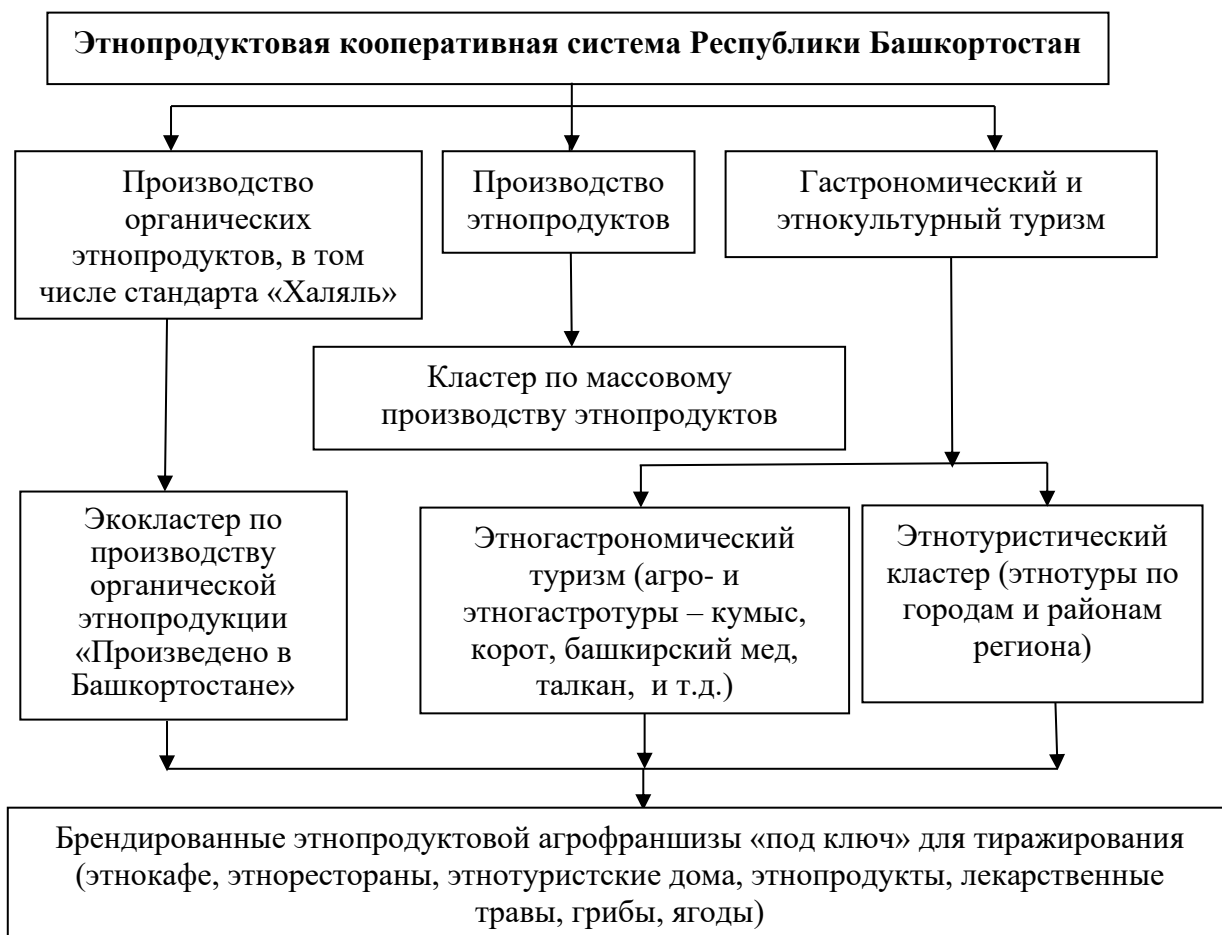 Этнопродуктовая кооперативная система Республики Башкортостан
Производство
органических
этнопродуктов, в том
числе стандарта «Халяль»
Производство
этнопродуктов
Гастрономический и
этнокультурный туризм
Кластер по массовому
производству этнопродуктов
Экокластер по
производству
органической
этнопродукции
«Произведено в
Башкортостане»
Этногастрономический
туризм (агро- и
этногастротуры – кумыс,
корот, башкирский мед,
талкан, и т.д.)
Этнотуристический
кластер (этнотуры по
городам и районам
региона)
Брендированные этнопродуктовой агрофраншизы «под ключ» для тиражирования
(этнокафе, этнорестораны, этнотуристские дома, этнопродукты, лекарственные
травы, грибы, ягоды)